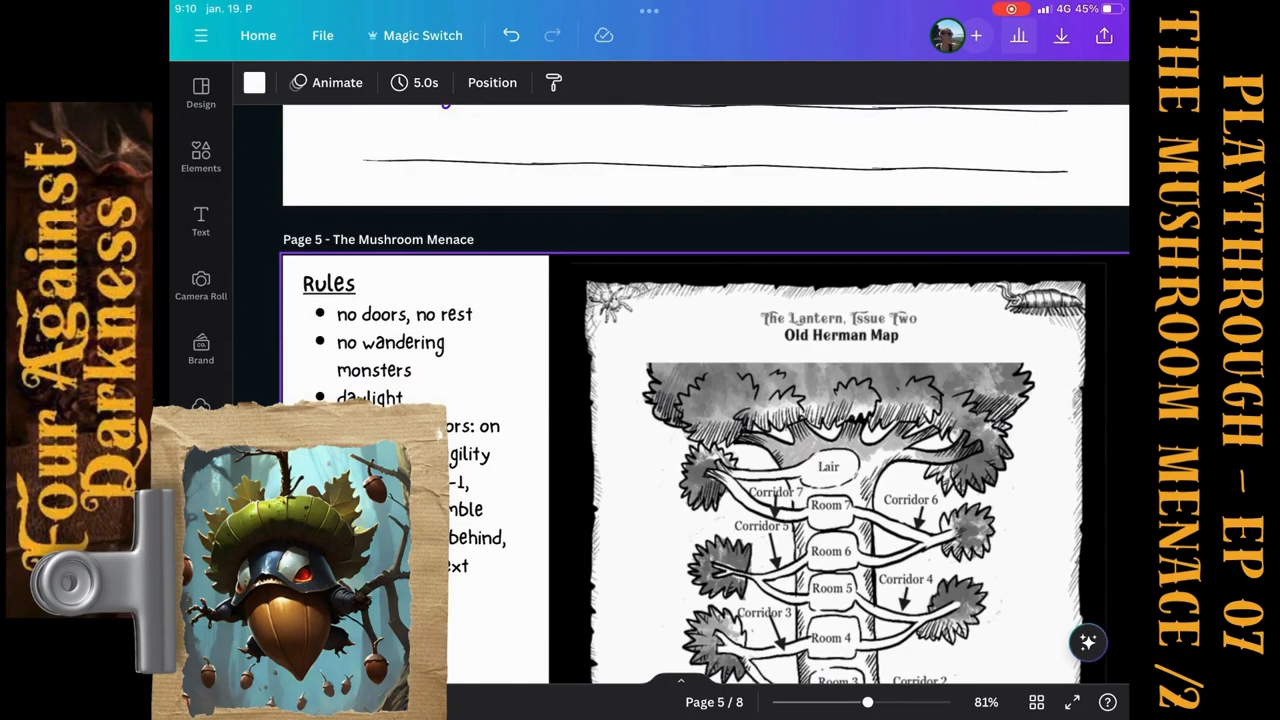 9:10 jan. 19. P
4G 45%
Home File Magic Switch
Animate 5.0s Position
Design
Elements
Text
Camera Roll
Brand
Page 5 - The Mushroom Menace
Rules
no doors, no rest
no wandering
monsters
daylight
ors: on
gility
-1,
mble
behind,
ext
The Lantern, Issue Two
Old Herman Map
Lair
Corridor 7
Room 7
Corridor 6
Corridor 5
Room 6
Room 5
Corridor 4
Corridor 3
Room 4
Room 3
Corridor 2
Page 5 / 8
81%
Four Against
Darkness
PLAYTHROUGH - EP 07
THE MUSHROOM MENACE /2